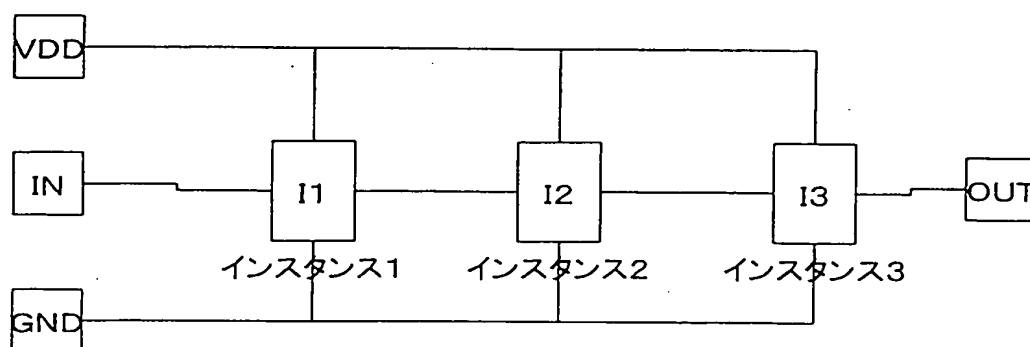 VDD
IN
I1
I2
I3
OUT
インスタンス1
インスタンス2
インスタンス3
GND